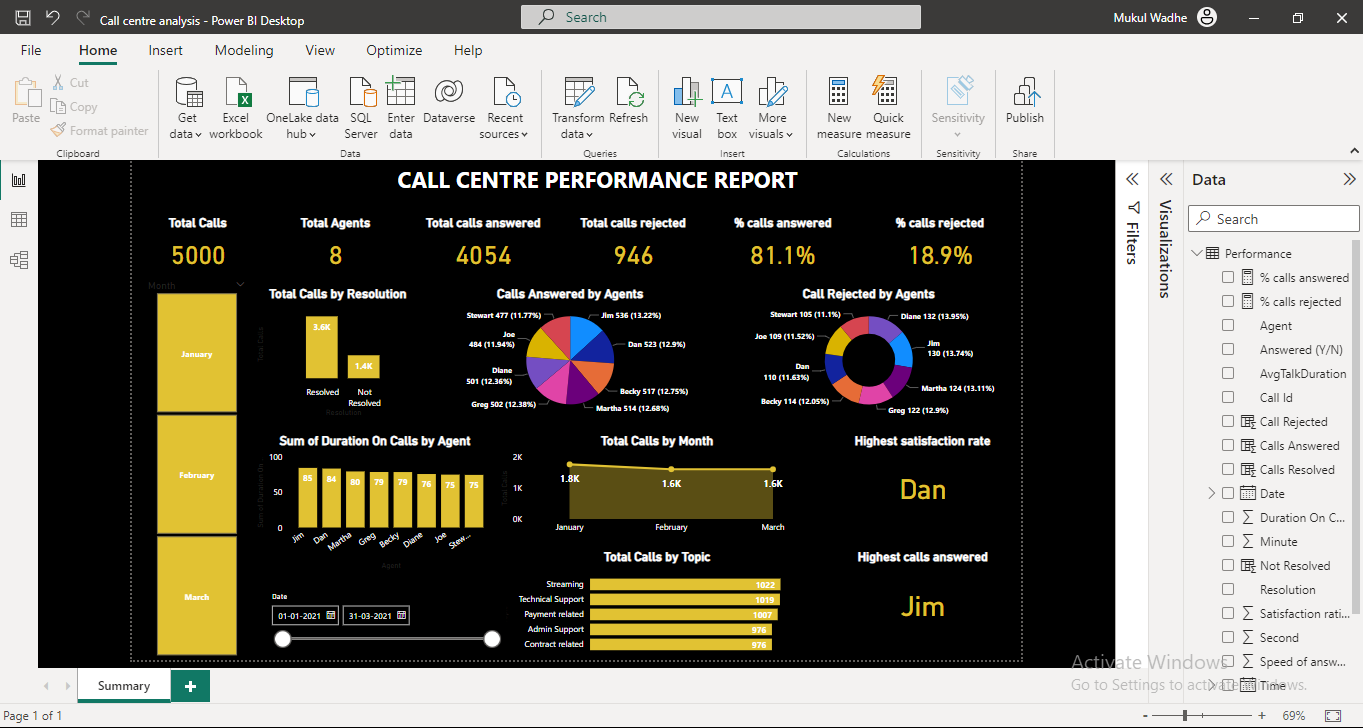 Call centre analysis - Power BI Desktop
Search
Mukul Wadhe
File Home Insert Modeling View Optimize Help
Paste
Cut
Copy
Format painter
Clipboard
Get data
Excel workbook
OneLake data hub
SQL Server
Enter data
Dataverse
Recent sources
Data
Transform data
Refresh
Queries
New visual
Text box
More visuals
Insert
New measure
Quick measure
Calculations
Sensitivity
Sensitivity
Publish
Share
CALL CENTRE PERFORMANCE REPORT
Total Calls
5000
Total Agents
8
Total calls answered
4054
Total calls rejected
946
% calls answered
81.1%
% calls rejected
18.9%
Month
January
February
March
Total Calls by Resolution
Total Calls
3.6K
1.4K
Resolved
Not Resolved
Resolution
Calls Answered by Agents
Stewart 477 (11.77%)
Jim 536 (13.22%)
Joe 484 (11.94%)
Dan 523 (12.9%)
Diane 501 (12.36%)
Becky 517 (12.75%)
Greg 502 (12.38%)
Martha 514 (12.68%)
Call Rejected by Agents
Stewart 105 (11.1%)
Diane 132 (13.95%)
Joe 109 (11.52%)
Jim 130 (13.74%)
Dan 110 (11.63%)
Martha 124 (13.11%)
Becky 114 (12.05%)
Greg 122 (12.9%)
Sum of Duration On Calls by Agent
100
50
0
85 84 80 79 79 76 75 75
Jim Dan Martha Greg Becky Diane Joe Stew...
Agent
Total Calls by Month
2K
1K
0K
1.8K
1.6K
1.6K
January February March
Highest satisfaction rate
Dan
Date
01-01-2021
31-03-2021
Total Calls by Topic
Streaming 1022
Technical Support 1019
Payment related 1007
Admin Support 976
Contract related 976
Highest calls answered
Jim
Filters
Visualizations
Data
Search
Performance
% calls answered
% calls rejected
Agent
Answered (Y/N)
AvgTalkDuration
Call Id
Call Rejected
Calls Answered
Calls Resolved
Date
Duration On C...
Minute
Not Resolved
Resolution
Satisfaction rati...
Second
Speed of answ...
Time
Activate Windows
Go to Settings to activate Windows.
Summary
Page 1 of 1
69%